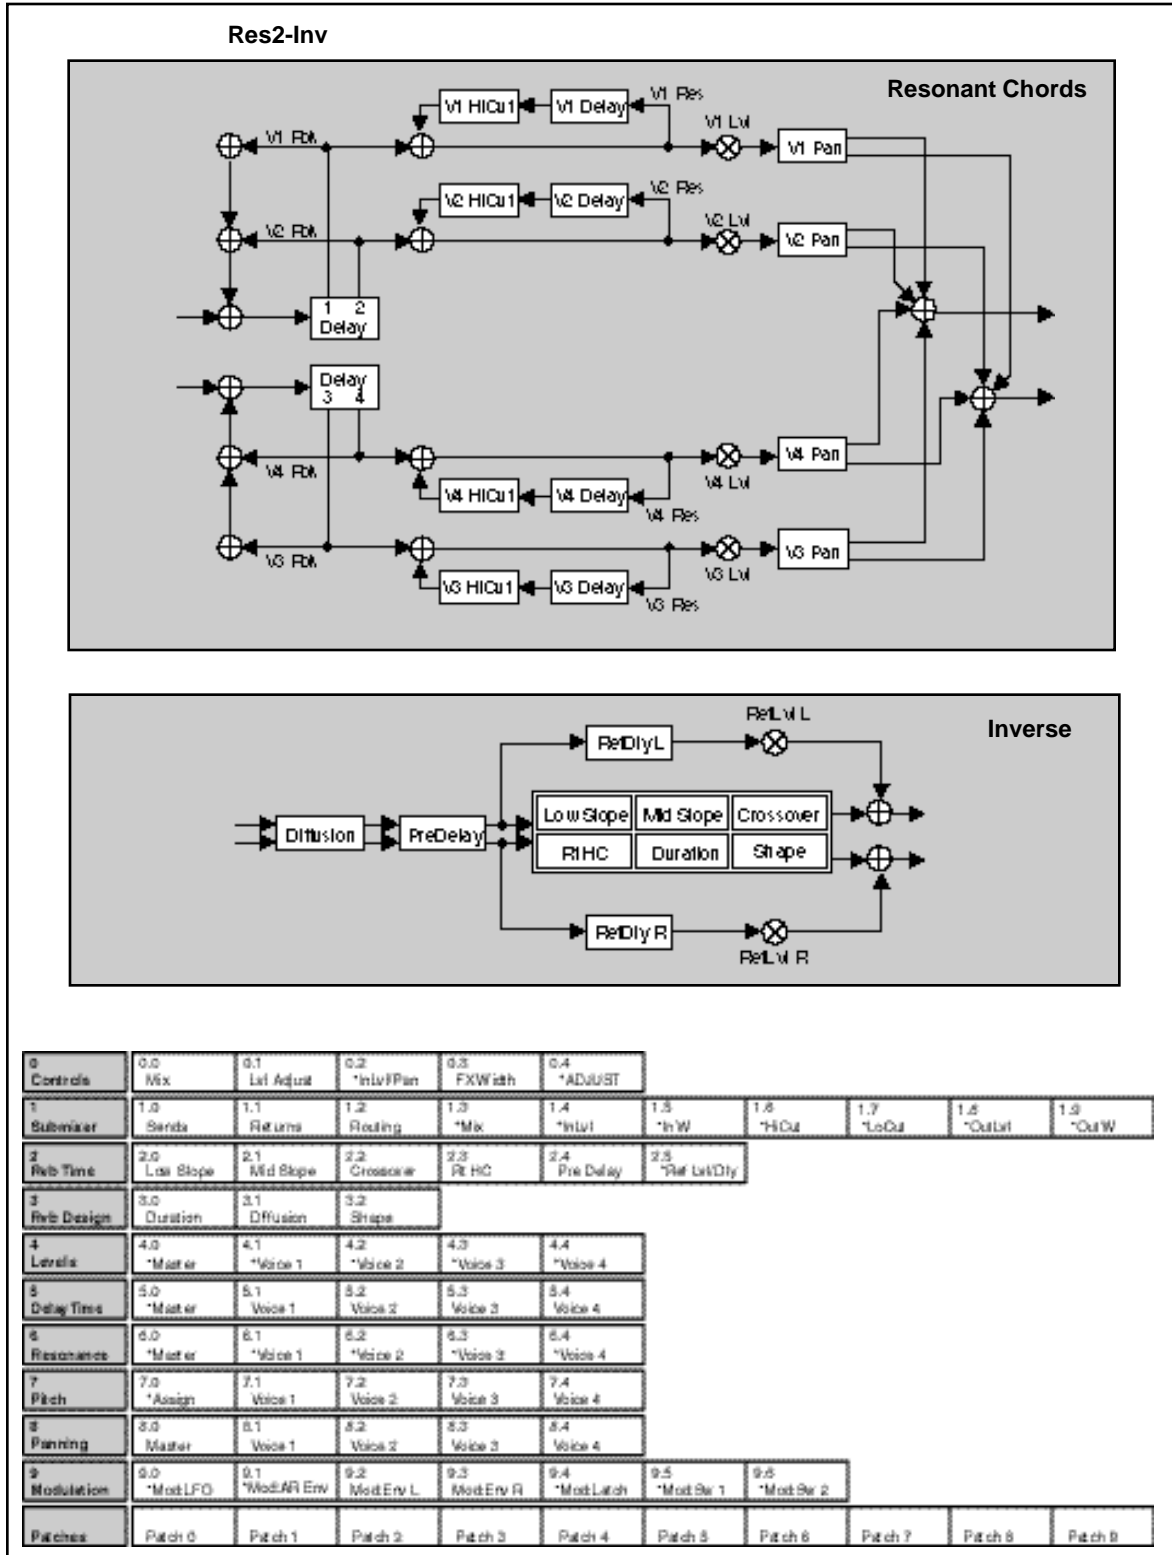 Res2-Inv
Resonant Chords
V1 HiCut V1 Delay V1 Res
V1 Fbk V1 Lvl V1 Pan
V2 HiCut V2 Delay V2 Res
V2 Fbk V2 Lvl V2 Pan
1 2
Delay
Delay
3 4
V4 Fbk V4 Lvl V4 Pan
V4 HiCut V4 Delay V4 Res
V3 Fbk V3 Lvl V3 Pan
V3 HiCut V3 Delay V3 Res
Inverse
RefLvl L
RefDly L
Low Slope Mid Slope Crossover
Diffusion PreDelay
Rt HC Duration Shape
RefDly R
RefLvl R
0 0.0 0.1 0.2 0.3 0.4
Controls Mix Lvl Adjust *InLvl/Pan FXWidth *ADJUST
1 1.0 1.1 1.2 1.3 1.4 1.5 1.6 1.7 1.8 1.9
Submixer Sends Returns Routing *Mix *InLvl *InW *HiCut *LoCut *OutLvl *OutW
2 2.0 2.1 2.2 2.3 2.4 2.5
Rvb Time Low Slope Mid Slope Crossover Rt HC Pre Delay *Ref Lvl/Dly
3 3.0 3.1 3.2
Rvb Design Duration Diffusion Shape
4 4.0 4.1 4.2 4.3 4.4
Levels *Master *Voice 1 *Voice 2 *Voice 3 *Voice 4
5 5.0 5.1 5.2 5.3 5.4
Delay Time *Master Voice 1 Voice 2 Voice 3 Voice 4
6 6.0 6.1 6.2 6.3 6.4
Resonance *Master *Voice 1 *Voice 2 *Voice 3 *Voice 4
7 7.0 7.1 7.2 7.3 7.4
Pitch *Assign Voice 1 Voice 2 Voice 3 Voice 4
8 8.0 8.1 8.2 8.3 8.4
Panning Master Voice 1 Voice 2 Voice 3 Voice 4
9 9.0 9.1 9.2 9.3 9.4 9.5 9.6
Modulation *Mod:LFO *Mod:AR Env Mod:Env L Mod:Env R *Mod:Latch *Mod:Sw 1 *Mod:Sw 2
Patches Patch 0 Patch 1 Patch 2 Patch 3 Patch 4 Patch 5 Patch 6 Patch 7 Patch 8 Patch 9